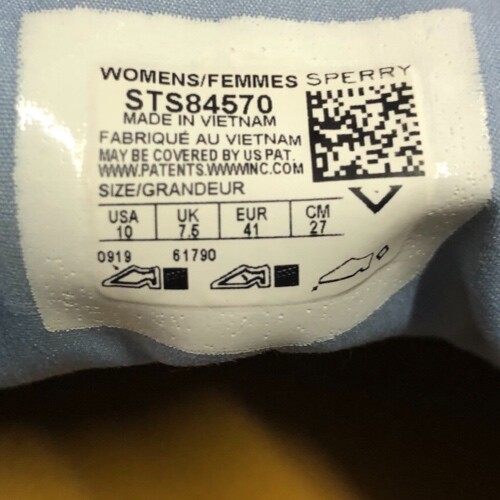 WOMENS/FEMMES SPERRY
STS84570
MADE IN VIETNAM
FABRIQUÉ AU VIETNAM
MAY BE COVERED BY US PAT.
WWW.PATENTS.WWWMNC.COM
SIZE/GRANDEUR
USA UK EUR CM
10 7.5 41 27
0919 61790